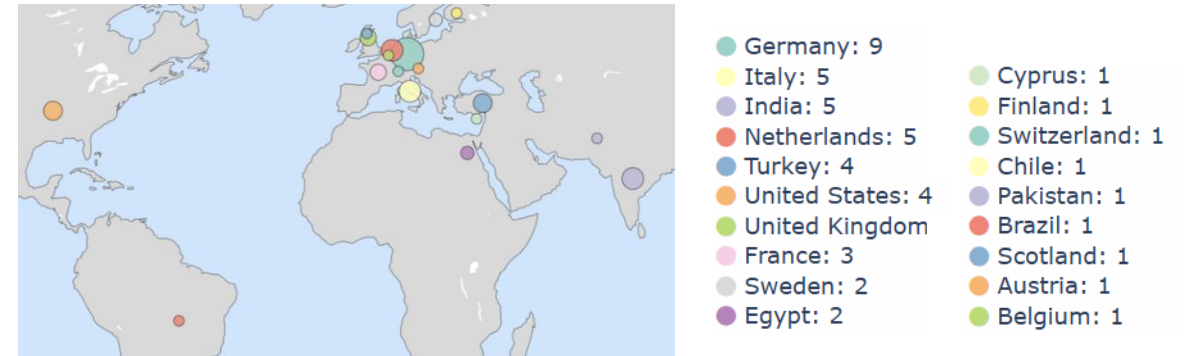 Germany: 9
Italy: 5
India: 5
Netherlands: 5
Turkey: 4
United States: 4
United Kingdom
France: 3
Sweden: 2
Egypt: 2
Cyprus: 1
Finland: 1
Switzerland: 1
Chile: 1
Pakistan: 1
Brazil: 1
Scotland: 1
Austria: 1
Belgium: 1